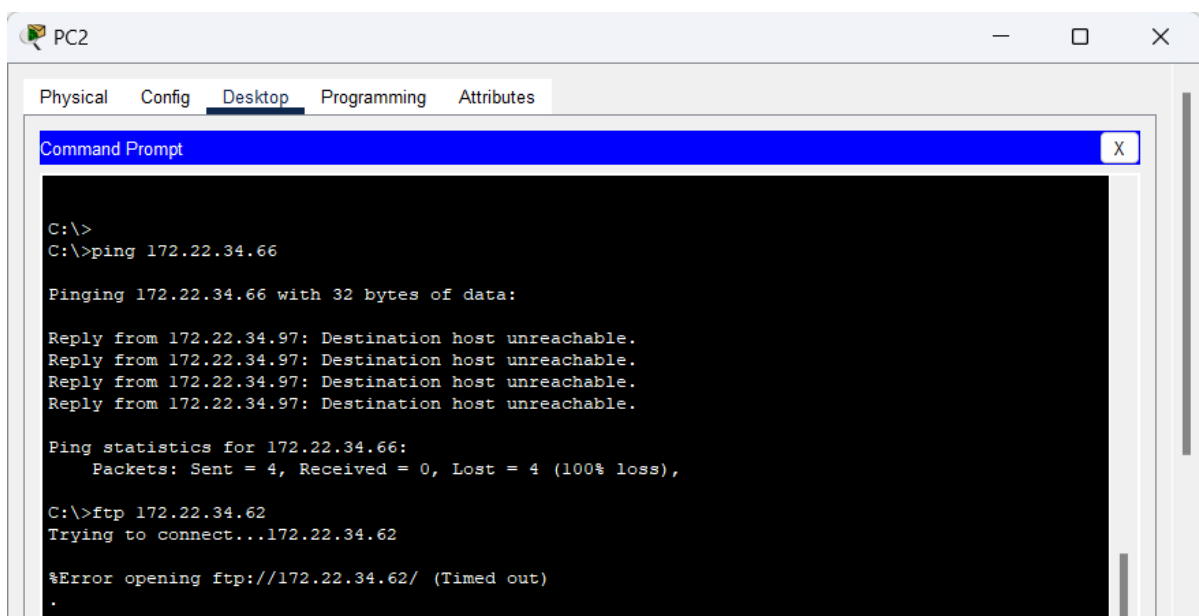 PC2
Physical Config Desktop Programming Attributes
Command Prompt
X
C:\>
C:\>ping 172.22.34.66
Pinging 172.22.34.66 with 32 bytes of data:
Reply from 172.22.34.97: Destination host unreachable.
Reply from 172.22.34.97: Destination host unreachable.
Reply from 172.22.34.97: Destination host unreachable.
Reply from 172.22.34.97: Destination host unreachable.
Ping statistics for 172.22.34.66:
Packets: Sent = 4, Received = 0, Lost = 4 (100% loss),
C:\>ftp 172.22.34.62
Trying to connect...172.22.34.62
%Error opening ftp://172.22.34.62/ (Timed out)
.